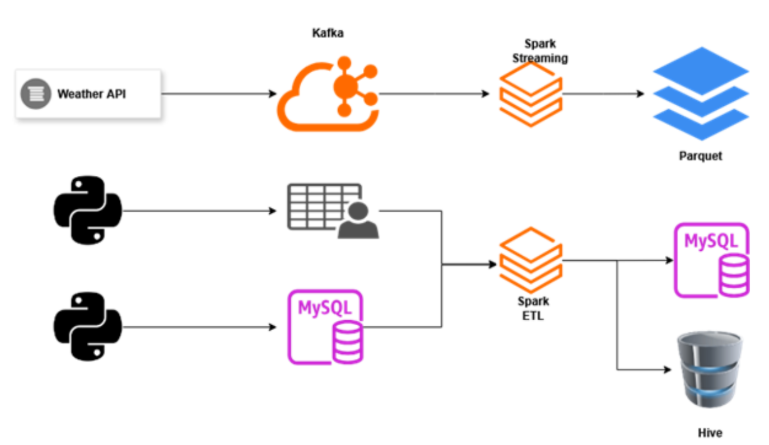 Kafka
Spark
Streaming
Weather API
Parquet
MySQL
MySQL
Spark
ETL
Hive